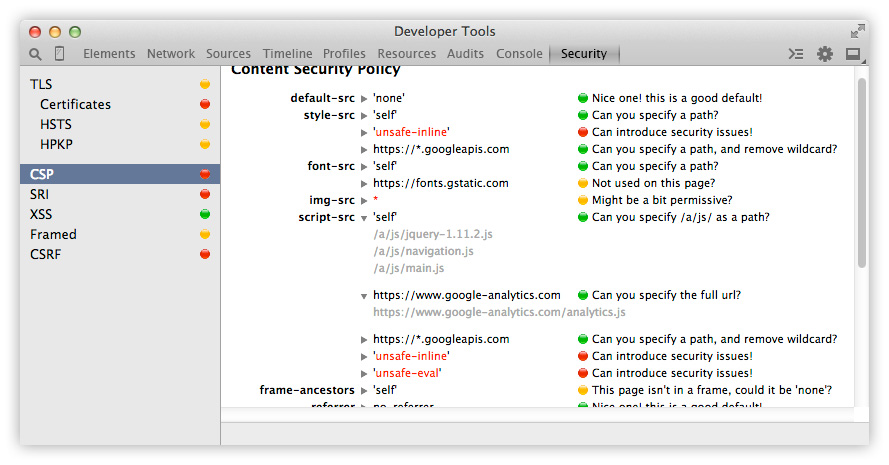 Developer Tools
Elements Network Sources Timeline Profiles Resources Audits Console Security
TLS
Certificates
HSTS
HPKP
CSP
SRI
XSS
Framed
CSRF
Content Security Policy
default-src 'none' Nice one! this is a good default!
style-src 'self' Can you specify a path?
'unsafe-inline' Can introduce security issues!
https://*.googleapis.com Can you specify a path, and remove wildcard?
font-src 'self' Can you specify a path?
https://fonts.gstatic.com Not used on this page?
img-src * Might be a bit permissive?
script-src 'self' Can you specify /a/js/ as a path?
/a/js/jquery-1.11.2.js
/a/js/navigation.js
/a/js/main.js
https://www.google-analytics.com Can you specify the full url?
https://www.google-analytics.com/analytics.js
https://*.googleapis.com Can you specify a path, and remove wildcard?
'unsafe-inline' Can introduce security issues!
'unsafe-eval' Can introduce security issues!
frame-ancestors 'self' This page isn't in a frame, could it be 'none'?
referrer no-referrer Nice one! this is a good default!